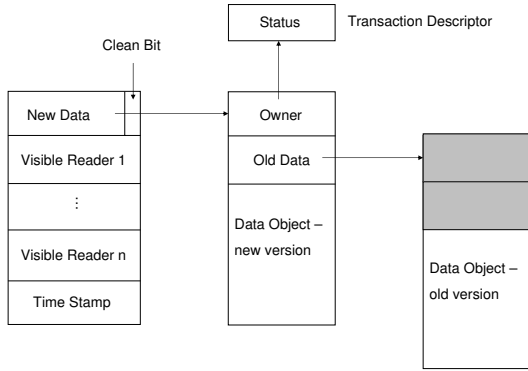 Status
Transaction Descriptor
Clean Bit
New Data
Owner
Visible Reader 1
Old Data
⋮
Data Object –
new version
Visible Reader n
Data Object –
old version
Time Stamp